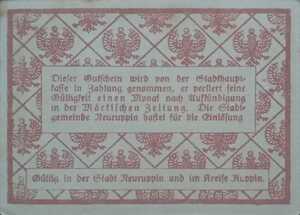 Dieser Gutschein wird von der Stadthaupt-
kasse in Zahlung genommen, er verliert seine
Gültigkeit einen Monat nach Aufkündigung
in der Märkischen Zeitung. Die Stadt-
gemeinde Neuruppin haftet für die Einlösung
Gültig in der Stadt Neuruppin und im Kreise Ruppin.